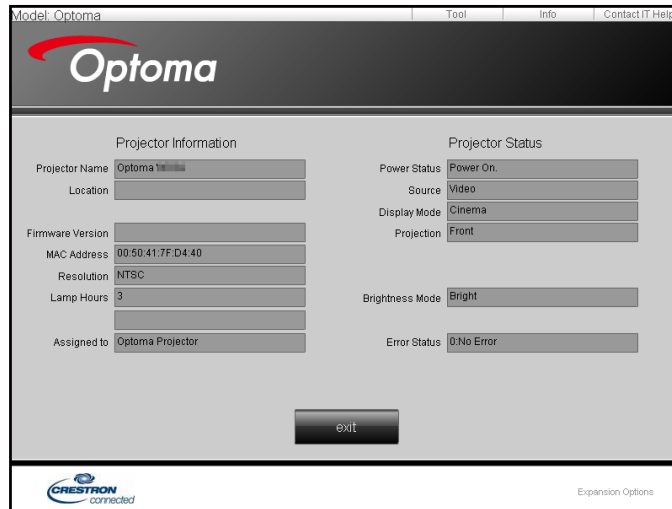 Model: Optoma
Tool Info Contact IT Help
Optoma
Projector Information
Projector Name Optoma
Location
Firmware Version
MAC Address 00:50:41:7F:D4:40
Resolution NTSC
Lamp Hours 3
Assigned to Optoma Projector
Projector Status
Power Status Power On.
Source Video
Display Mode Cinema
Projection Front
Brightness Mode Bright
Error Status 0:No Error
exit
CRESTRON
connected
Expansion Options